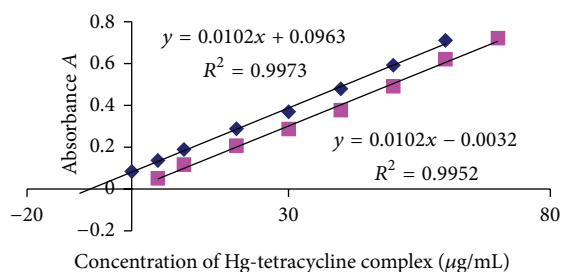 0.8
y = 0.0102x + 0.0963
R² = 0.9973
0.6
0.4
0.2
0
−0.2
y = 0.0102x − 0.0032
R² = 0.9952
−20
30
80
Absorbance A
Concentration of Hg-tetracycline complex (μg/mL)